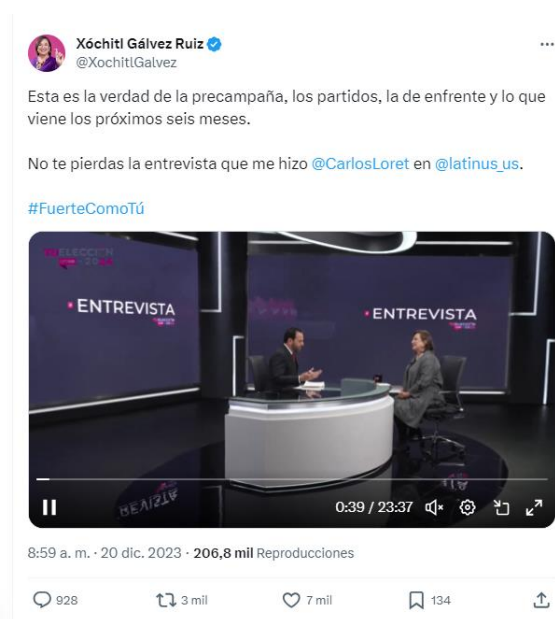 Xóchitl Gálvez Ruiz
@XochitlGalvez
Esta es la verdad de la precampaña, los partidos, la de enfrente y lo que
viene los próximos seis meses.
No te pierdas la entrevista que me hizo @CarlosLoret en @latinus_us.
#FuerteComoTú
ENTREVISTA
ENTREVISTA
0:39 / 23:37
8:59 a. m. · 20 dic. 2023 · 206,8 mil Reproducciones
928 3 mil 7 mil 134